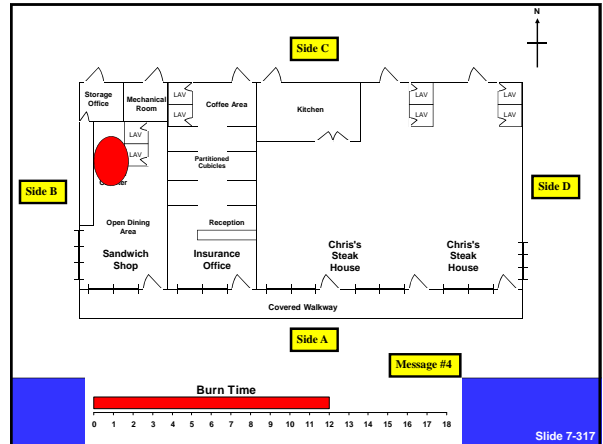 N
Side C
Storage
Office
Mechanical
Room
LAV
LAV
Coffee Area
Kitchen
LAV
LAV
LAV
LAV
LAV
LAV
Partitioned
Cubicles
Side B
Side D
Open Dining
Area
Reception
Sandwich
Shop
Insurance
Office
Chris's
Steak
House
Chris's
Steak
House
Covered Walkway
Side A
Message #4
Burn Time
0 1 2 3 4 5 6 7 8 9 10 11 12 13 14 15 16 17 18
Slide 7-317